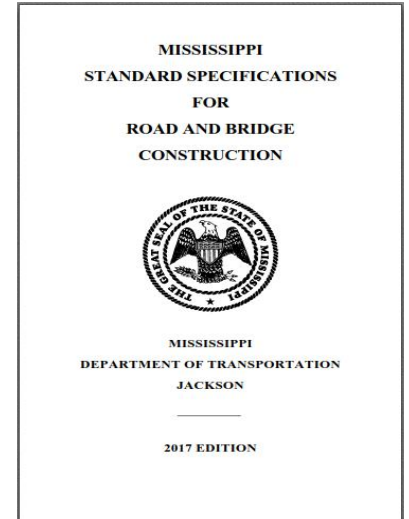 MISSISSIPPI
STANDARD SPECIFICATIONS
FOR
ROAD AND BRIDGE
CONSTRUCTION
THE GREAT SEAL OF THE STATE OF MISSISSIPPI
MISSISSIPPI
DEPARTMENT OF TRANSPORTATION
JACKSON
2017 EDITION